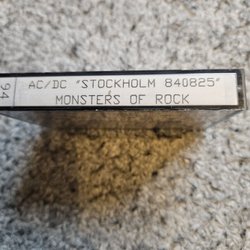 94
AC/DC "STOCKHOLM 840825"
MONSTERS OF ROCK